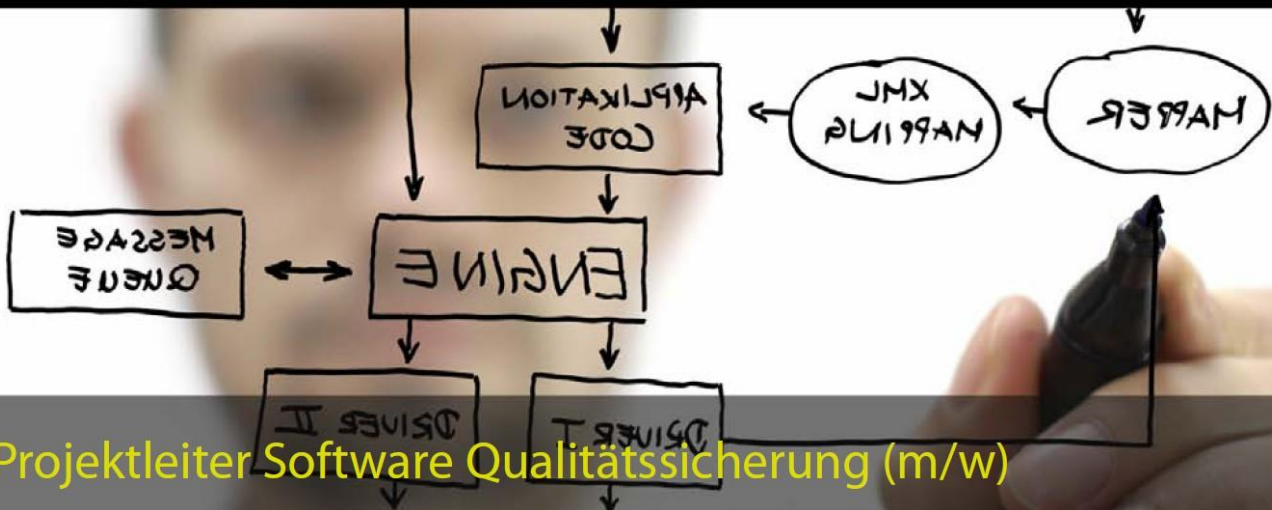 APPLIKATION
CODE
XML
MAPPING
MAPPER
MESSAGE
QUEUE
ENGINE
DRIVER II
DRIVER I
Projektleiter Software Qualitätssicherung (m/w)